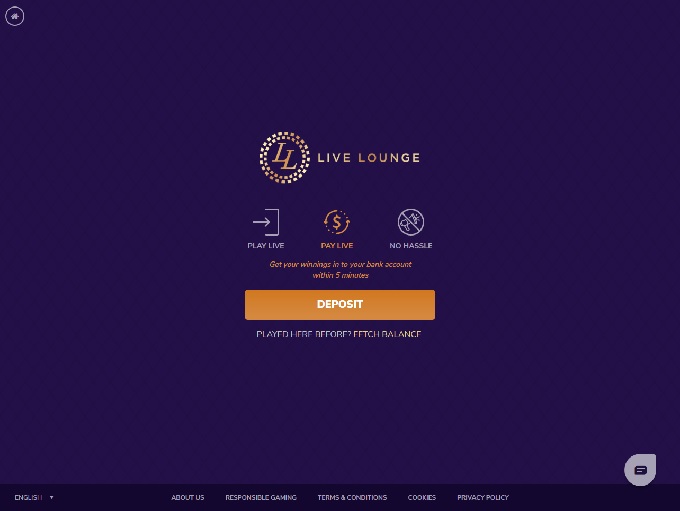 LL LIVE LOUNGE
PLAY LIVE PAY LIVE NO HASSLE
Get your winnings in to your bank account
within 5 minutes
DEPOSIT
PLAYED HERE BEFORE? FETCH BALANCE
ENGLISH ABOUT US RESPONSIBLE GAMING TERMS & CONDITIONS COOKIES PRIVACY POLICY